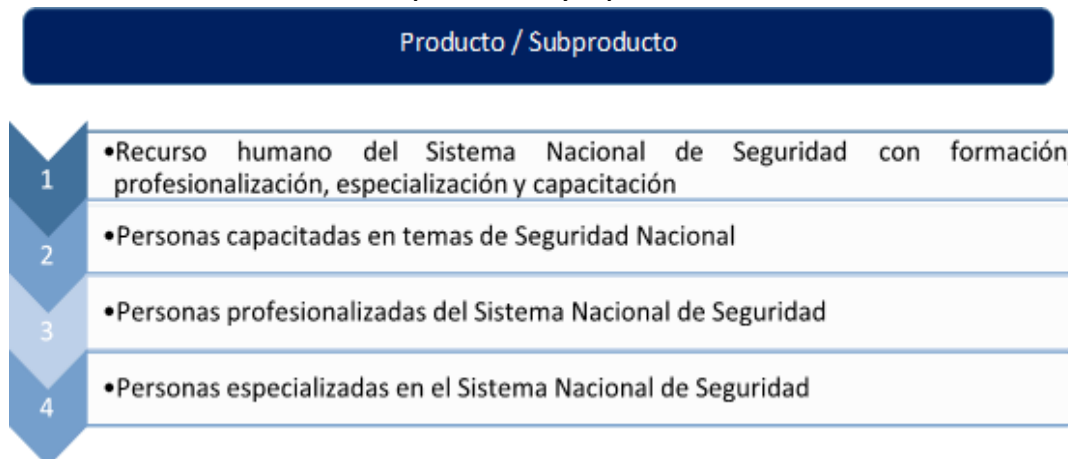 Producto / Subproducto
1
•Recurso humano del Sistema Nacional de Seguridad con formación,
profesionalización, especialización y capacitación
2
•Personas capacitadas en temas de Seguridad Nacional
3
•Personas profesionalizadas del Sistema Nacional de Seguridad
4
•Personas especializadas en el Sistema Nacional de Seguridad